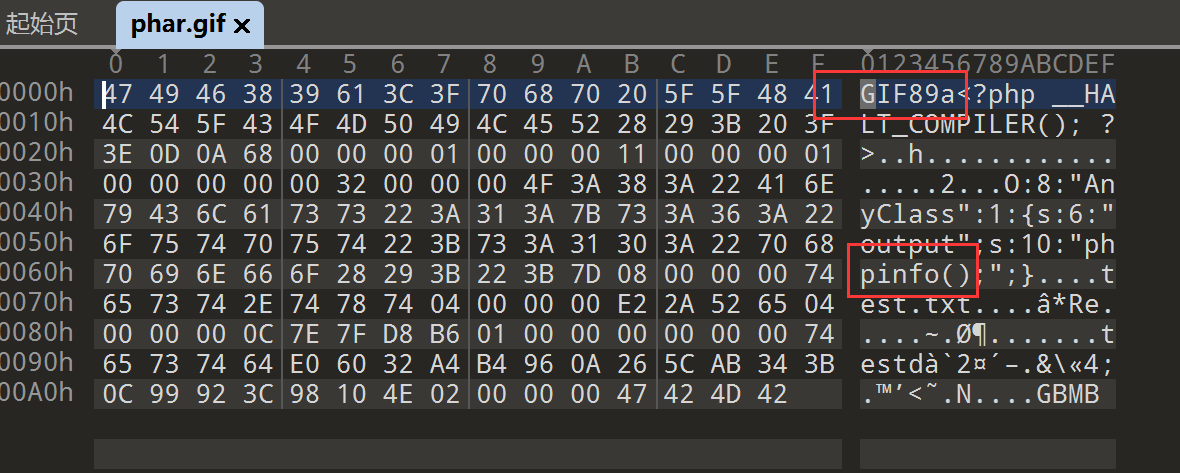 起始页 phar.gif ×
0 1 2 3 4 5 6 7 8 9 A B C D E F 0123456789ABCDEF
0000h 47 49 46 38 39 61 3C 3F 70 68 70 20 5F 5F 48 41 GIF89a<?php __HA
0010h 4C 54 5F 43 4F 4D 50 49 4C 45 52 28 29 3B 20 3F LT_COMPILER(); ?
0020h 3E 0D 0A 68 00 00 00 01 00 00 00 11 00 00 00 01 >..h............
0030h 00 00 00 00 00 32 00 00 00 4F 3A 38 3A 22 41 6E .....2...O:8:"An
0040h 79 43 6C 61 73 73 22 3A 31 3A 7B 73 3A 36 3A 22 yClass":1:{s:6:"
0050h 6F 75 74 70 75 74 22 3B 73 3A 31 30 3A 22 70 68 output";s:10:"ph
0060h 70 69 6E 66 6F 28 29 3B 22 3B 7D 08 00 00 00 74 pinfo();";}....t
0070h 65 73 74 2E 74 78 74 04 00 00 00 E2 2A 52 65 04 est.txt....â*Re.
0080h 00 00 00 0C 7E 7F D8 B6 01 00 00 00 00 00 00 74 ....~.Ø¶.......t
0090h 65 73 74 64 E0 60 32 A4 B4 96 0A 26 5C AB 34 3B estdà`2¤´–.&\«4;
00A0h 0C 99 92 3C 98 10 4E 02 00 00 00 47 42 4D 42 .™’<˜.N....GBMB